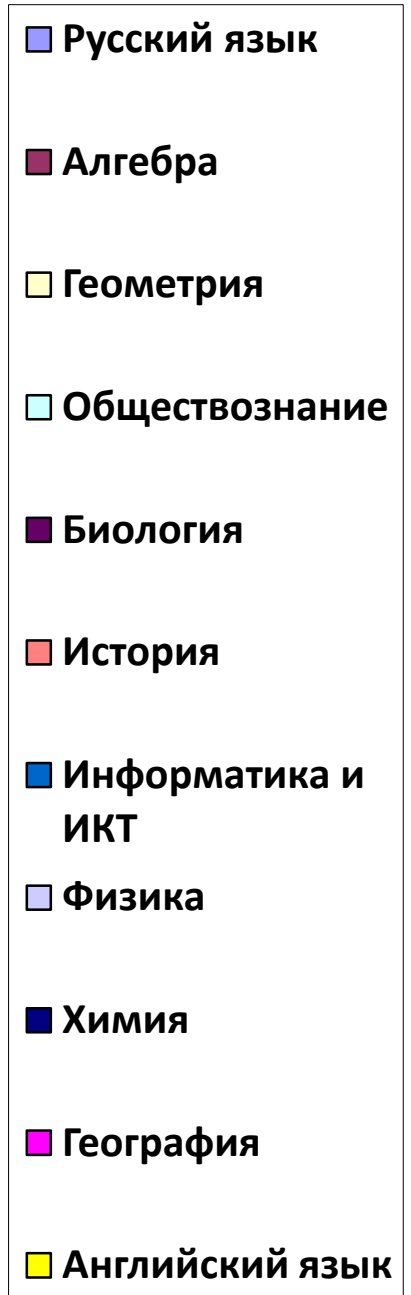 Русский язык
Алгебра
Геометрия
Обществознание
Биология
История
Информатика и
ИКТ
Физика
Химия
География
Английский язык